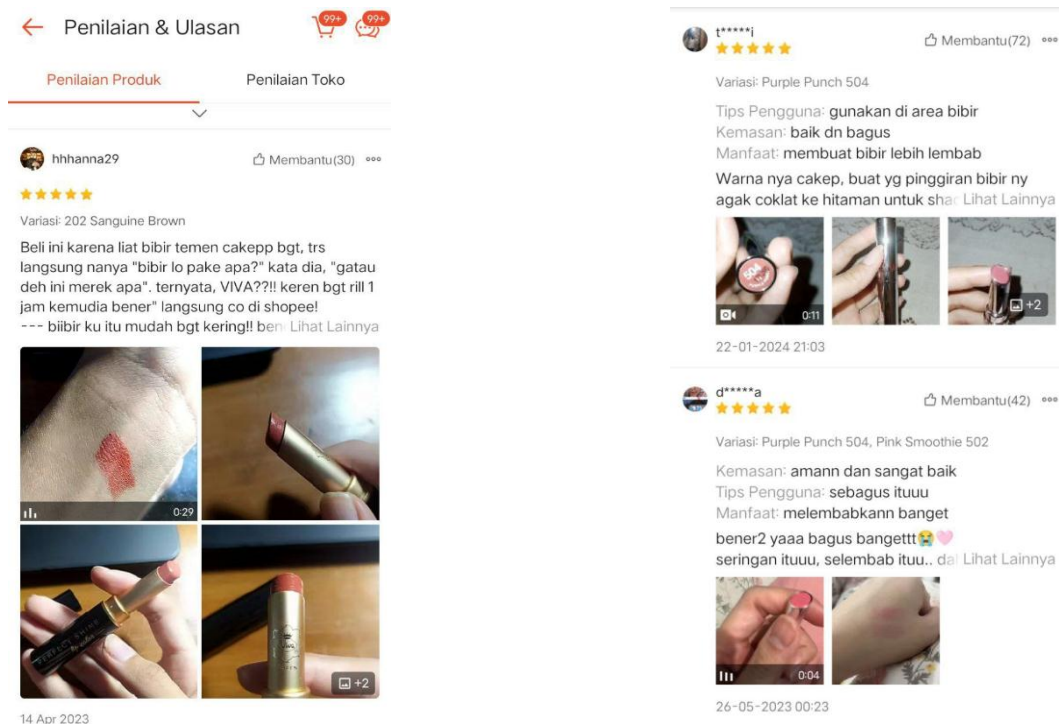 Penilaian & Ulasan
99+
99+
Penilaian Produk
Penilaian Toko
hhhanna29
Membantu(30)
Variasi: 202 Sanguine Brown
Beli ini karena liat bibir temen cakepp bgt, trs
langsung nanya "bibir lo pake apa?" kata dia, "gatau
deh ini merek apa". ternyata, VIVA??!! keren bgt rill 1
jam kemudia bener" langsung co di shopee!
--- biibir ku itu mudah bgt kering!! ben Lihat Lainnya
0:29
PERFECT SHINE
+2
14 Apr 2023
t*****i
Membantu(72)
Variasi: Purple Punch 504
Tips Pengguna: gunakan di area bibir
Kemasan: baik dn bagus
Manfaat: membuat bibir lebih lembab
Warna nya cakep, buat yg pinggiran bibir ny
agak coklat ke hitaman untuk sha Lihat Lainnya
504
0:11
+2
22-01-2024 21:03
d*****a
Membantu(42)
Variasi: Purple Punch 504, Pink Smoothie 502
Kemasan: amann dan sangat baik
Tips Pengguna: sebagus ituuu
Manfaat: melembabkann banget
bener2 yaaa bagus bangettt😭🩷
seringan ituuu, selembab ituu.. dal Lihat Lainnya
0:04
26-05-2023 00:23